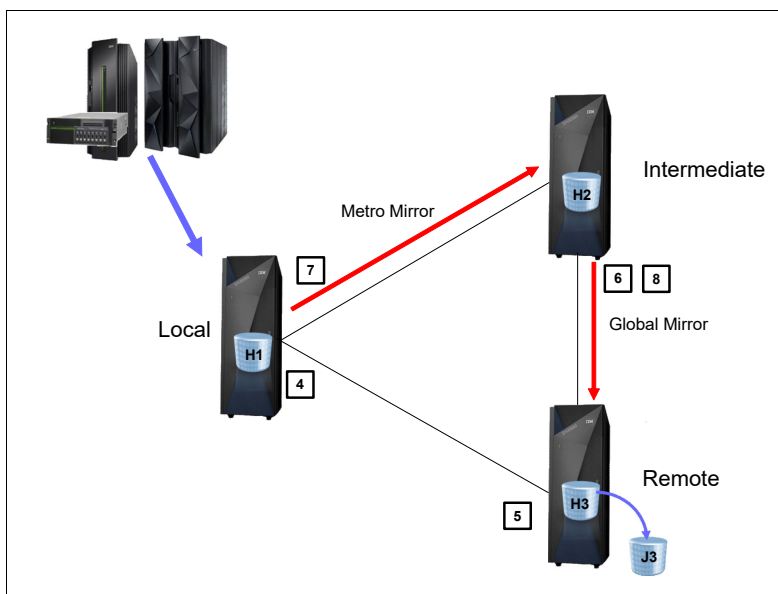 Intermediate
H2
Metro Mirror
7
6 8
Local
Global Mirror
H1
4
Remote
H3
5
J3